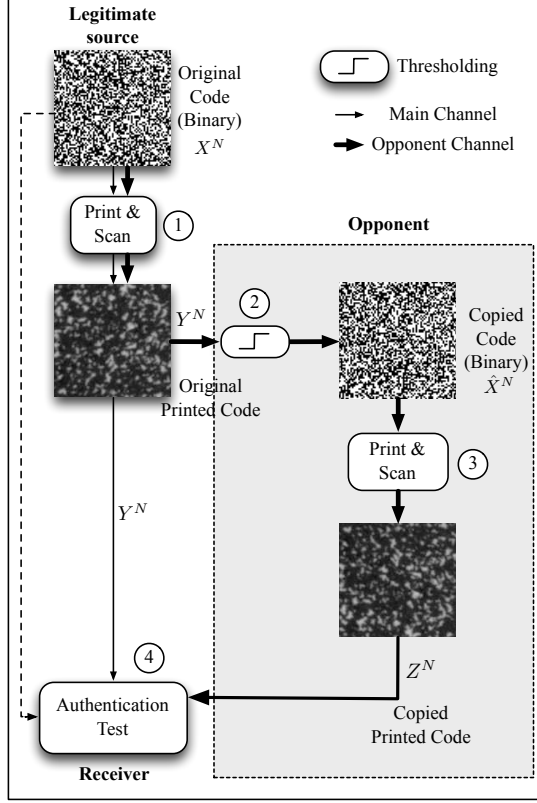 Legitimate
source
Original
Code
(Binary)
X^N
Thresholding
Main Channel
Opponent Channel
Print &
Scan
1
Opponent
Y^N
2
Original
Printed Code
Copied
Code
(Binary)
X̂^N
Print &
Scan
3
Y^N
4
Authentication
Test
Z^N
Copied
Printed Code
Receiver